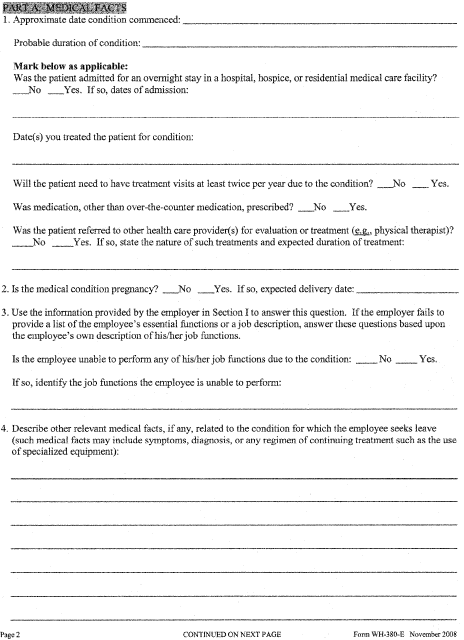 PART A: MEDICAL FACTS
1. Approximate date condition commenced:
Probable duration of condition:
Mark below as applicable:
Was the patient admitted for an overnight stay in a hospital, hospice, or residential medical care facility?
___No ___Yes. If so, dates of admission:
Date(s) you treated the patient for condition:
Will the patient need to have treatment visits at least twice per year due to the condition? ___No ___ Yes.
Was medication, other than over-the-counter medication, prescribed? ___No ___Yes.
Was the patient referred to other health care provider(s) for evaluation or treatment (e.g., physical therapist)?
____No ____Yes. If so, state the nature of such treatments and expected duration of treatment:
2. Is the medical condition pregnancy? ___No ___Yes. If so, expected delivery date:
3. Use the information provided by the employer in Section I to answer this question. If the employer fails to
provide a list of the employee's essential functions or a job description, answer these questions based upon
the employee's own description of his/her job functions.
Is the employee unable to perform any of his/her job functions due to the condition: ____ No ____ Yes.
If so, identify the job functions the employee is unable to perform:
4. Describe other relevant medical facts, if any, related to the condition for which the employee seeks leave
(such medical facts may include symptoms, diagnosis, or any regimen of continuing treatment such as the use
of specialized equipment):
Page 2 CONTINUED ON NEXT PAGE Form WH-380-E November 2008